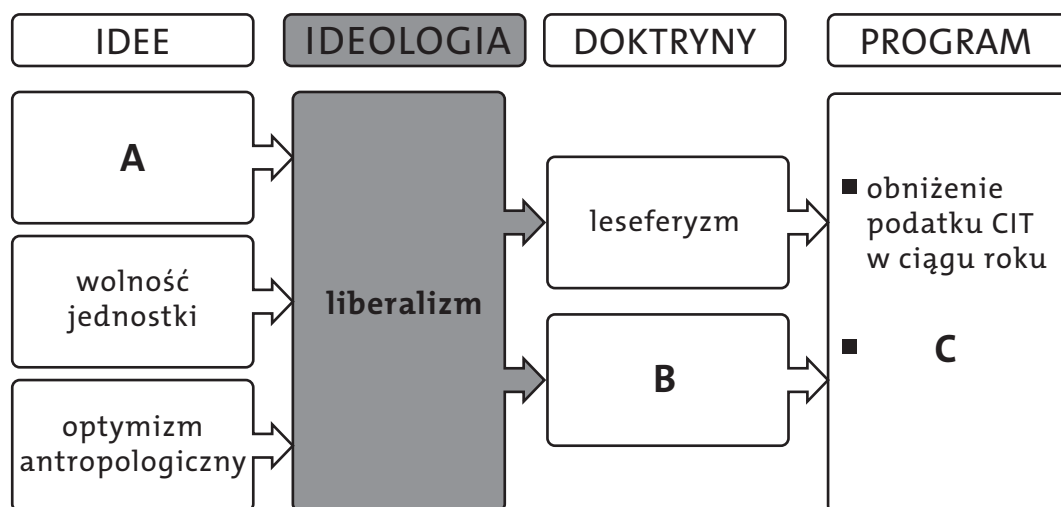 IDEE
IDEOLOGIA
DOKTRYNY
PROGRAM
A
wolność
jednostki
optymizm
antropologiczny
liberalizm
leseferyzm
B
■ obniżenie
podatku CIT
w ciągu roku
■ C